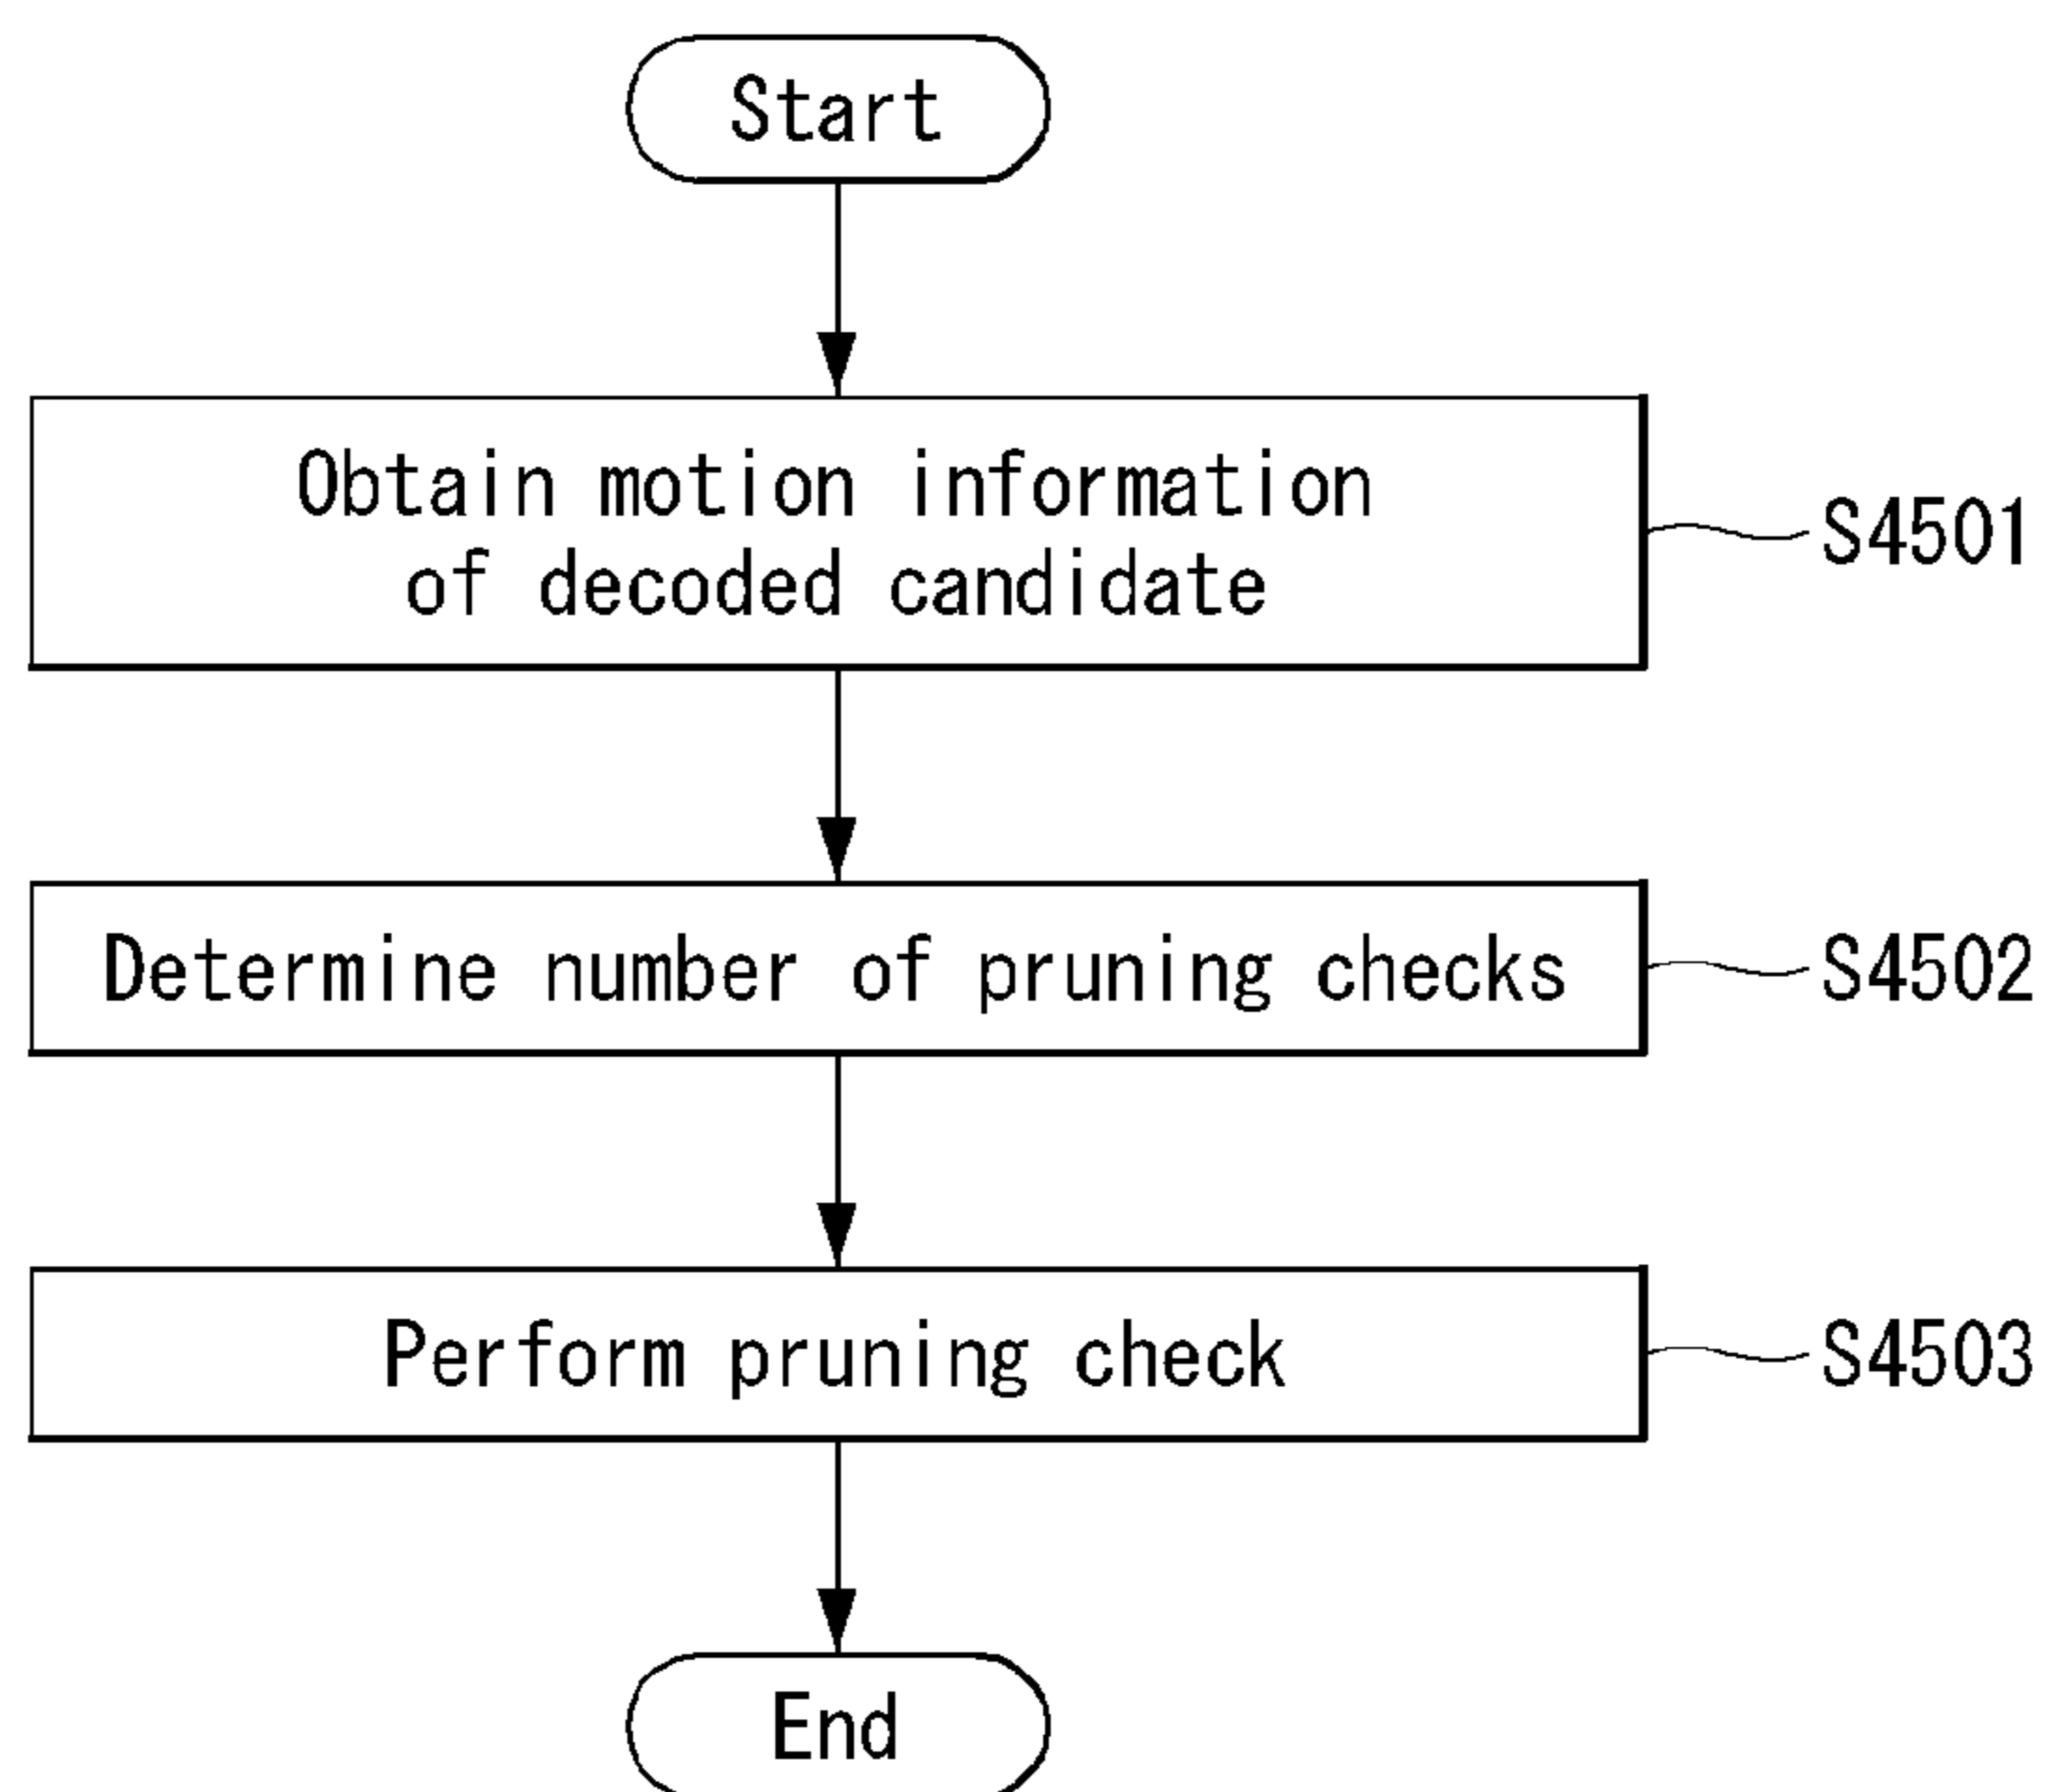 Start
Obtain motion information
of decoded candidate
S4501
Determine number of pruning checks
S4502
Perform pruning check
S4503
End